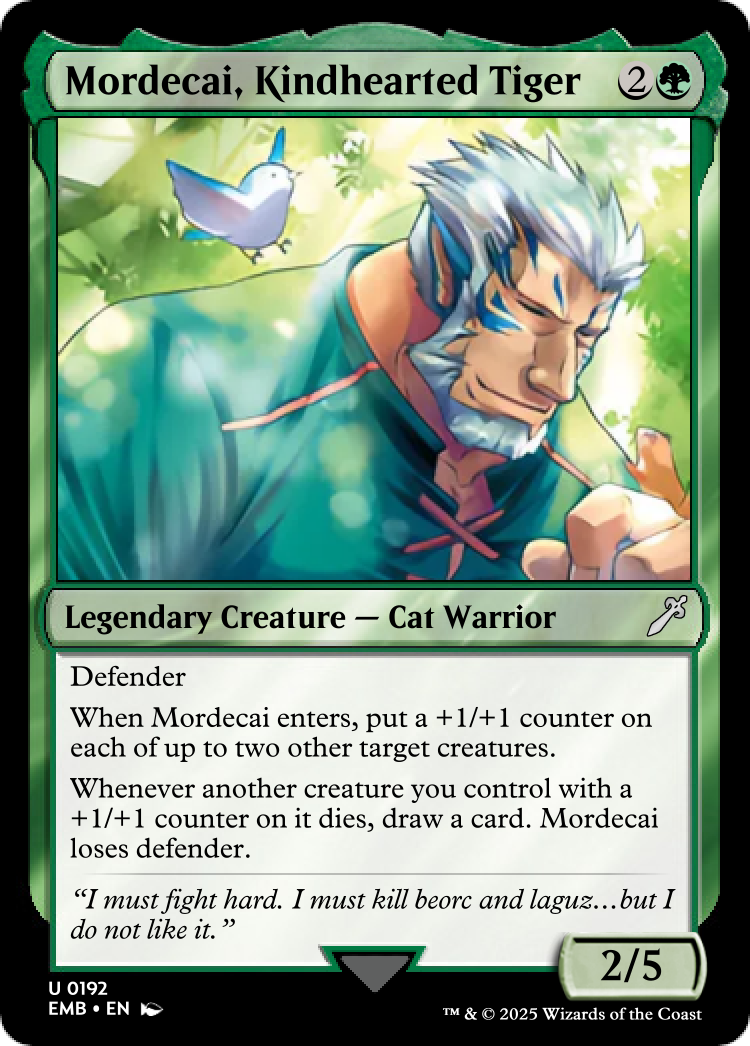 Mordecai, Kindhearted Tiger 2
Legendary Creature — Cat Warrior
Defender
When Mordecai enters, put a +1/+1 counter on
each of up to two other target creatures.
Whenever another creature you control with a
+1/+1 counter on it dies, draw a card. Mordecai
loses defender.
“I must fight hard. I must kill beorc and laguz...but I
do not like it.”
2/5
U 0192
EMB • EN
™ & © 2025 Wizards of the Coast